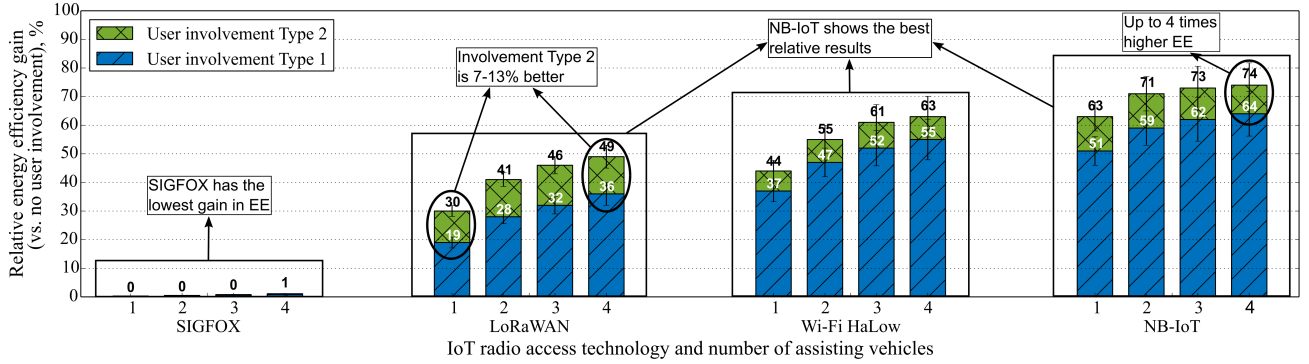 Relative energy efficiency gain
(vs. no user involvement), %
100
90
80
70
60
50
40
30
20
10
0
User involvement Type 2
User involvement Type 1
SIGFOX has the
lowest gain in EE
Involvement Type 2
is 7-13% better
NB-IoT shows the best
relative results
Up to 4 times
higher EE
0 0 0 1
30 41 46 49
19 28 32 36
44 55 61 63
37 47 52 55
63 71 73 74
51 59 62 64
1 2 3 4 1 2 3 4 1 2 3 4 1 2 3 4
SIGFOX LoRaWAN Wi-Fi HaLow NB-IoT
IoT radio access technology and number of assisting vehicles